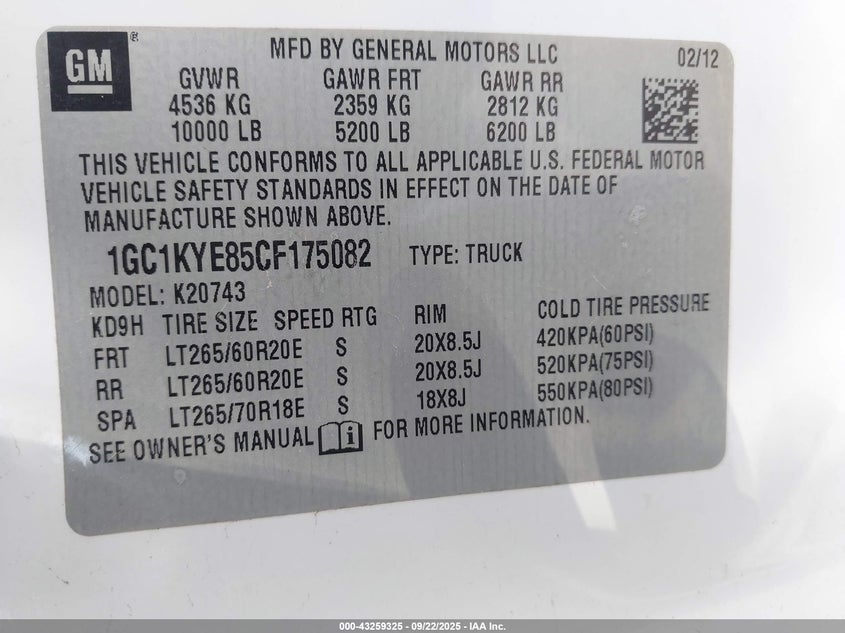 GM ®
MFD BY GENERAL MOTORS LLC 02/12
GVWR GAWR FRT GAWR RR
4536 KG 2359 KG 2812 KG
10000 LB 5200 LB 6200 LB
THIS VEHICLE CONFORMS TO ALL APPLICABLE U.S. FEDERAL MOTOR
VEHICLE SAFETY STANDARDS IN EFFECT ON THE DATE OF
MANUFACTURE SHOWN ABOVE.
1GC1KYE85CF175082 TYPE: TRUCK
MODEL: K20743
KD9H TIRE SIZE SPEED RTG RIM COLD TIRE PRESSURE
FRT LT265/60R20E S 20X8.5J 420KPA(60PSI)
RR LT265/60R20E S 20X8.5J 520KPA(75PSI)
SPA LT265/70R18E S 18X8J 550KPA(80PSI)
SEE OWNER'S MANUAL i FOR MORE INFORMATION.
000-43259325 - 09/22/2025 - IAA Inc.